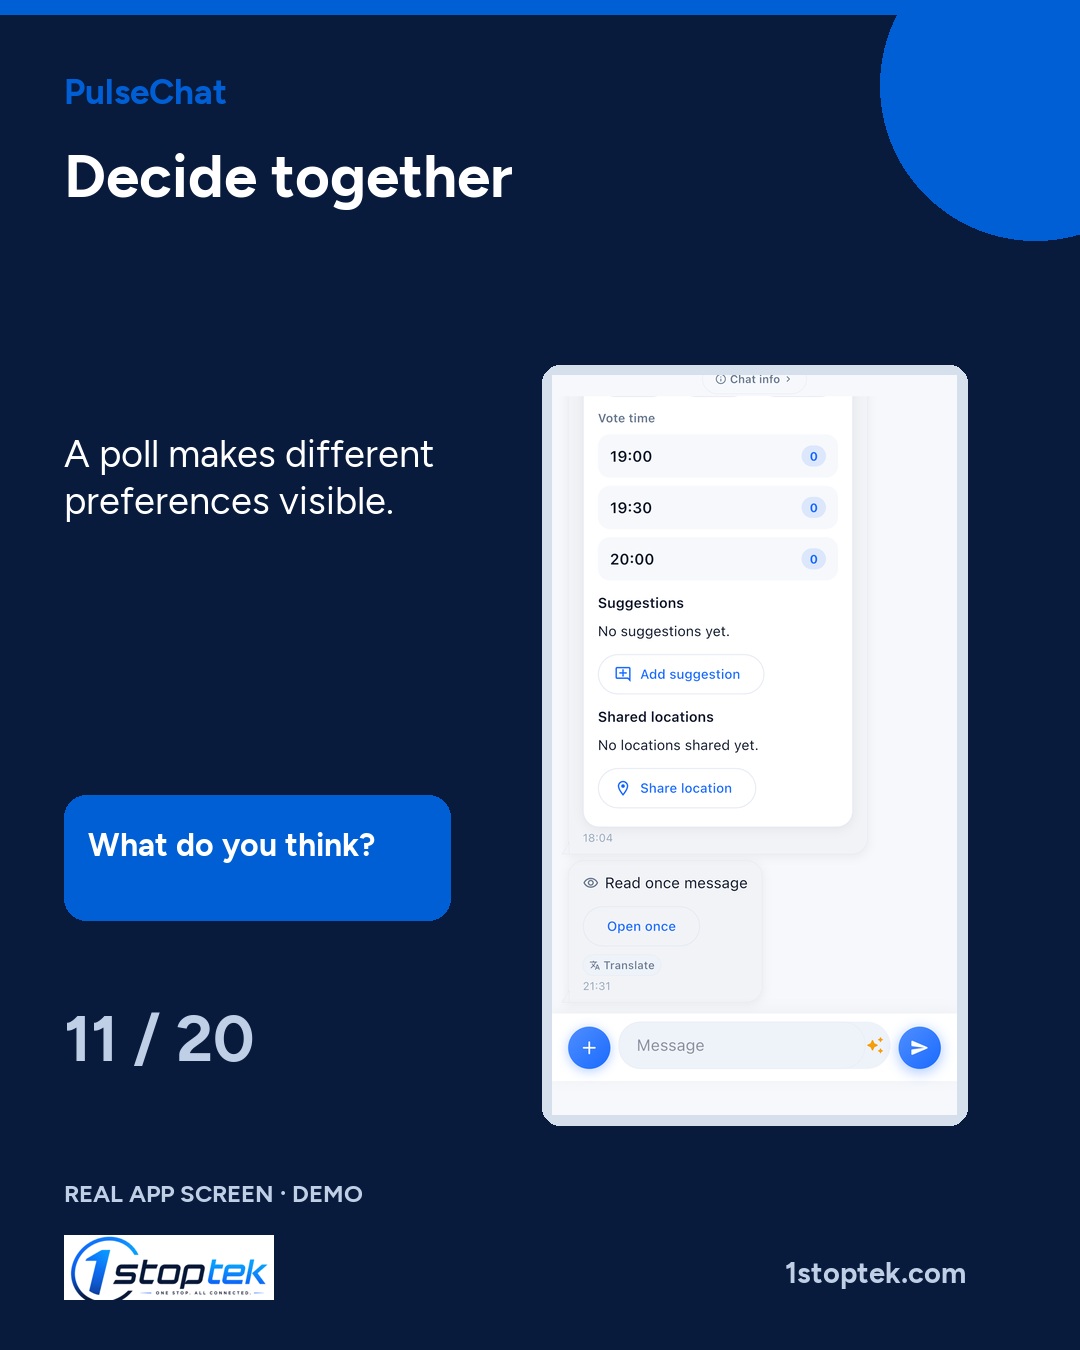 PulseChat
Decide together
A poll makes different
preferences visible.
What do you think?
11 / 20
Chat info
Vote time
19:00 0
19:30 0
20:00 0
Suggestions
No suggestions yet.
Add suggestion
Shared locations
No locations shared yet.
Share location
18:04
Read once message
Open once
Translate
21:31
Message
REAL APP SCREEN · DEMO
1stoptek
ONE STOP. ALL CONNECTED.
1stoptek.com